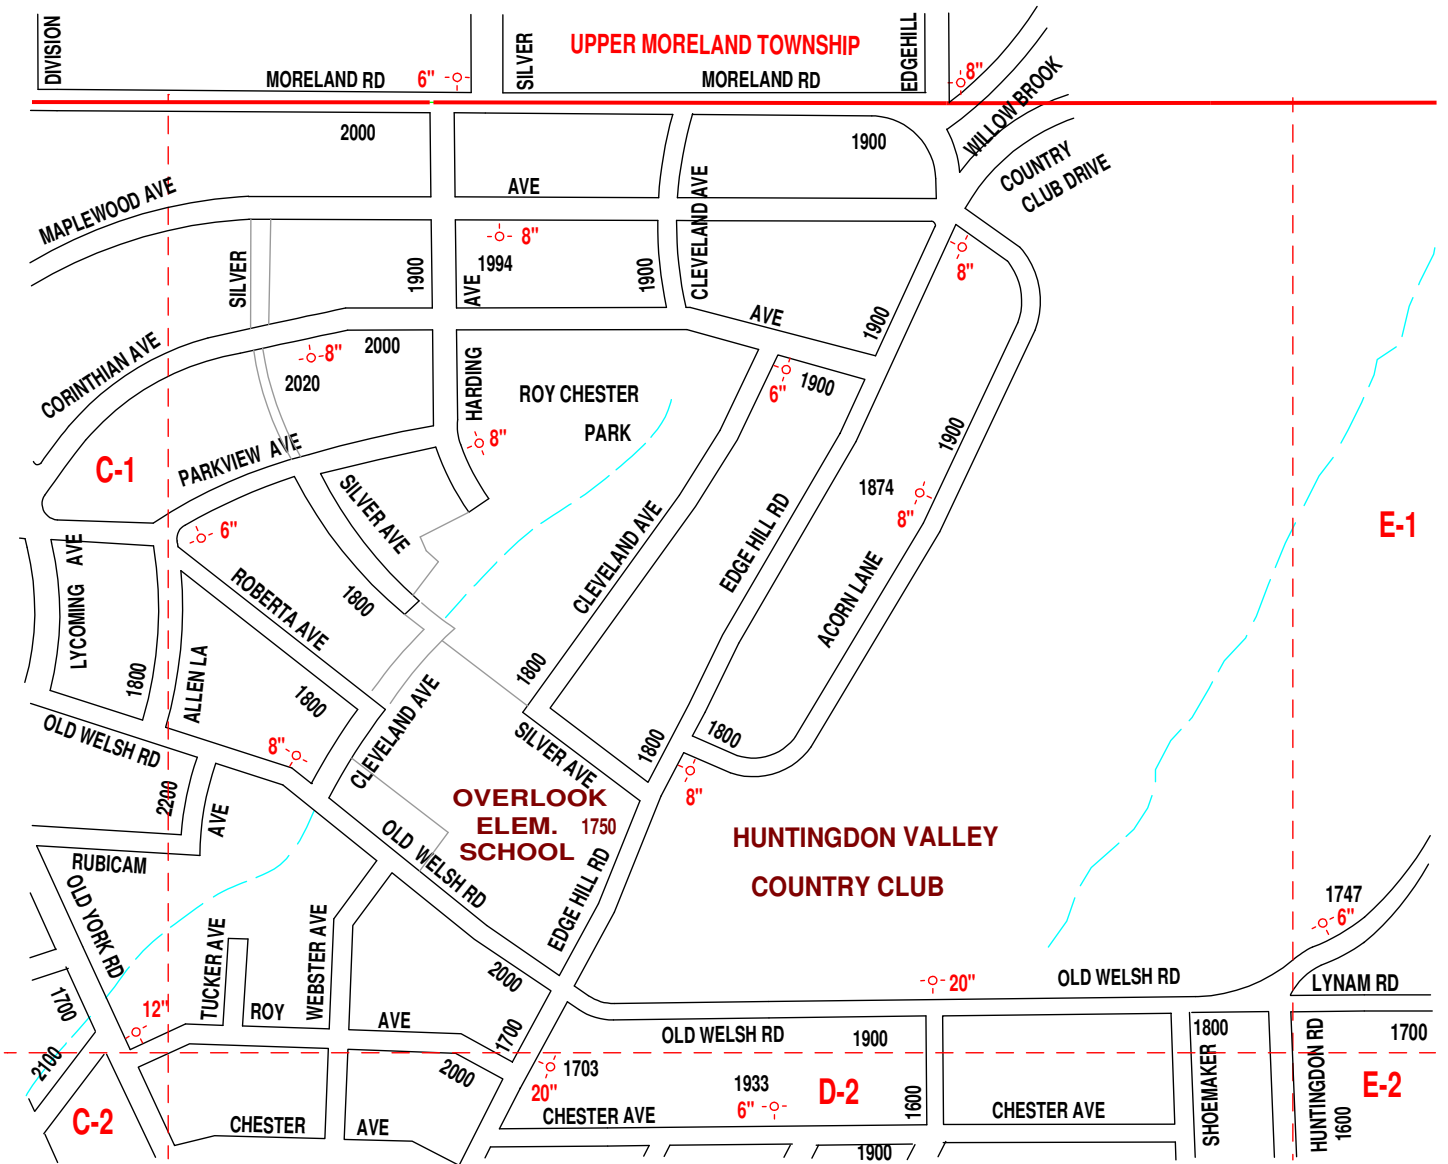 DIVISION
SILVER
UPPER MORELAND TOWNSHIP
EDGEHILL
MORELAND RD
6"
MORELAND RD
8"
WILLOW BROOK
2000
1900
COUNTRY
CLUB DRIVE
MAPLEWOOD AVE
AVE
CLEVELAND AVE
SILVER
1900
AVE
8"
1994
1900
8"
AVE
1900
CORINTHIAN AVE
8"
2000
2020
HARDING
ROY CHESTER
PARK
6"
1900
8"
1900
C-1
PARKVIEW AVE
SILVER AVE
1874
8"
E-1
6"
LYCOMING AVE
ROBERTA AVE
1800
CLEVELAND AVE
EDGE HILL RD
ACORN LANE
1800
ALLEN LA
1800
1800
CLEVELAND AVE
OLD WELSH RD
8"
SILVER AVE
1800
1800
8"
2200
AVE
OVERLOOK
ELEM.
SCHOOL
1750
HUNTINGDON VALLEY
COUNTRY CLUB
RUBICAM
OLD WELSH RD
OLD YORK RD
EDGE HILL RD
1747
6"
TUCKER AVE
WEBSTER AVE
2000
20"
OLD WELSH RD
LYNAM RD
1700
12"
ROY
AVE
1700
OLD WELSH RD
1900
1800
SHOEMAKER
HUNTINGDON RD
1600
1700
2100
2000
1703
20"
1933
6"
D-2
1600
E-2
C-2
CHESTER
AVE
CHESTER AVE
CHESTER AVE
1900